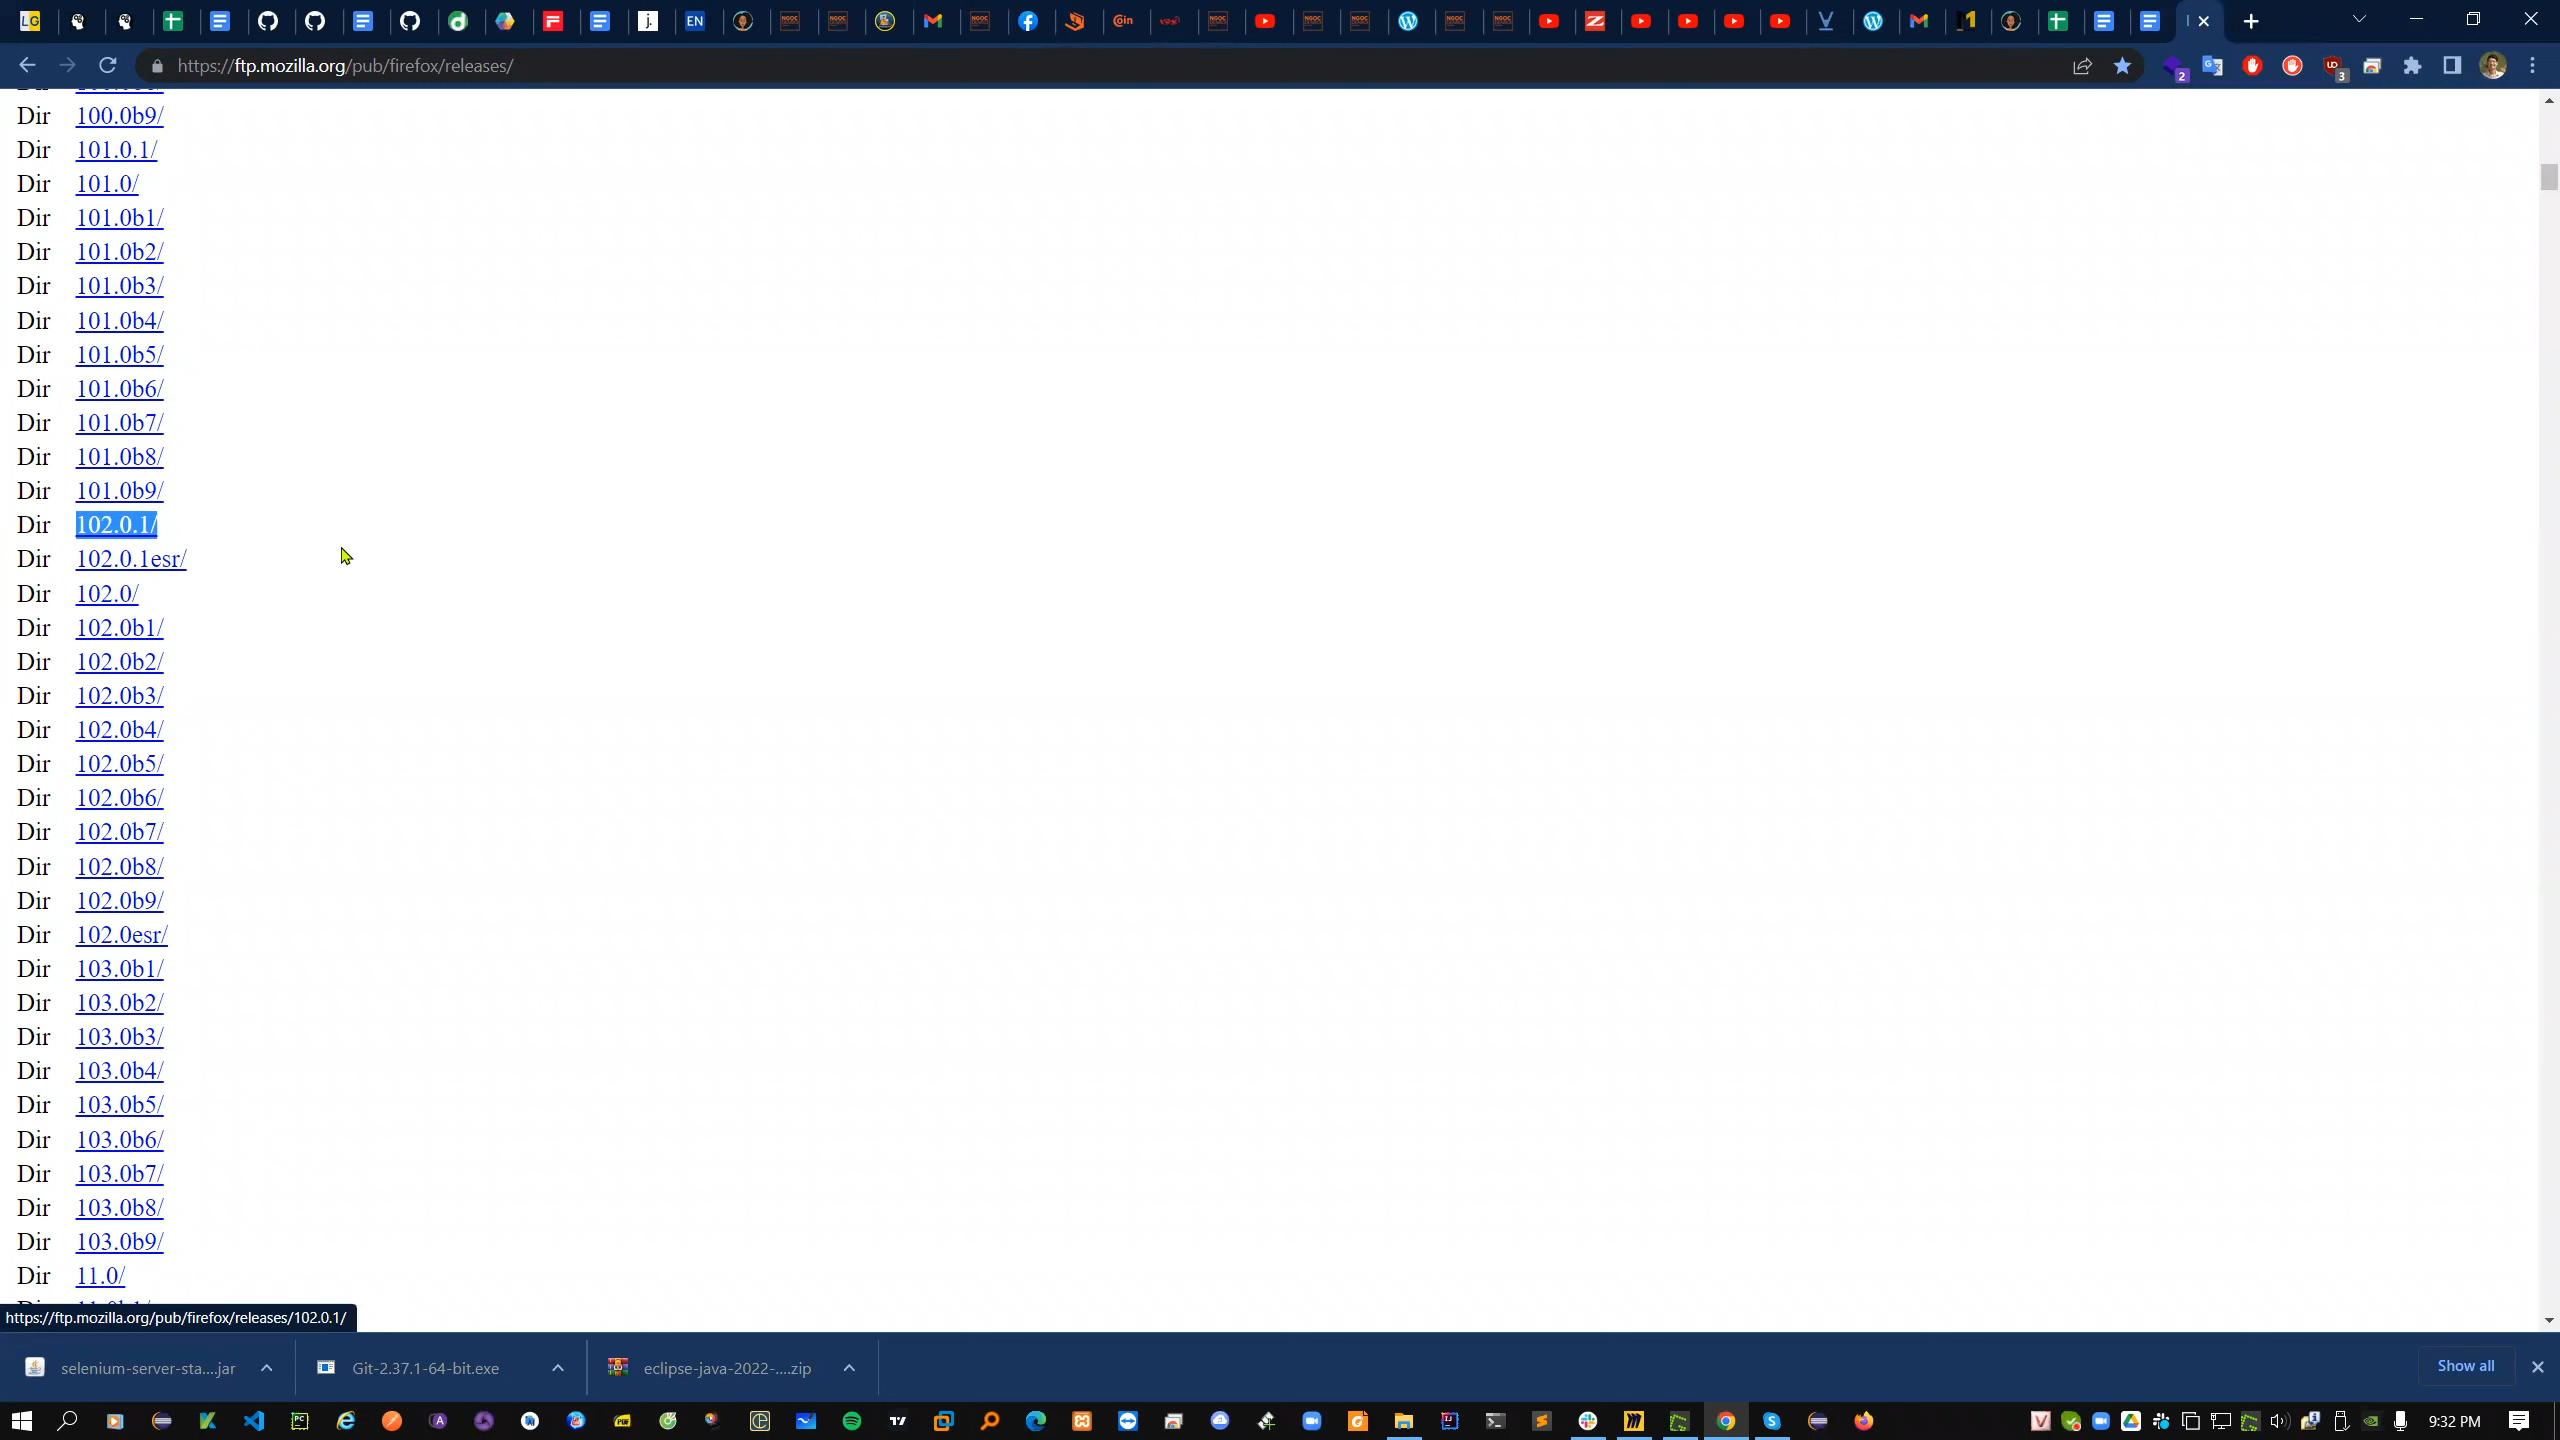 https://ftp.mozilla.org/pub/firefox/releases/
2
3
Dir 100.0b9/
Dir 101.0.1/
Dir 101.0/
Dir 101.0b1/
Dir 101.0b2/
Dir 101.0b3/
Dir 101.0b4/
Dir 101.0b5/
Dir 101.0b6/
Dir 101.0b7/
Dir 101.0b8/
Dir 101.0b9/
Dir 102.0.1/
Dir 102.0.1esr/
Dir 102.0/
Dir 102.0b1/
Dir 102.0b2/
Dir 102.0b3/
Dir 102.0b4/
Dir 102.0b5/
Dir 102.0b6/
Dir 102.0b7/
Dir 102.0b8/
Dir 102.0b9/
Dir 102.0esr/
Dir 103.0b1/
Dir 103.0b2/
Dir 103.0b3/
Dir 103.0b4/
Dir 103.0b5/
Dir 103.0b6/
Dir 103.0b7/
Dir 103.0b8/
Dir 103.0b9/
Dir 11.0/
https://ftp.mozilla.org/pub/firefox/releases/102.0.1/
selenium-server-sta....jar
Git-2.37.1-64-bit.exe
eclipse-java-2022-....zip
Show all
9:32 PM